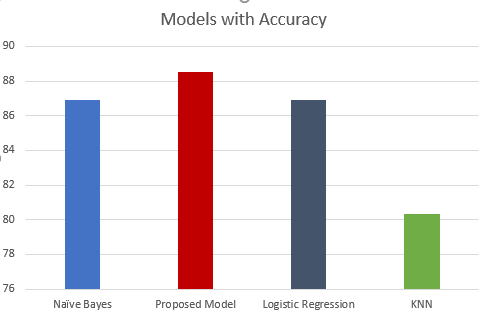 Models with Accuracy
90
88
86
84
82
80
78
76
Naïve Bayes
Proposed Model
Logistic Regression
KNN